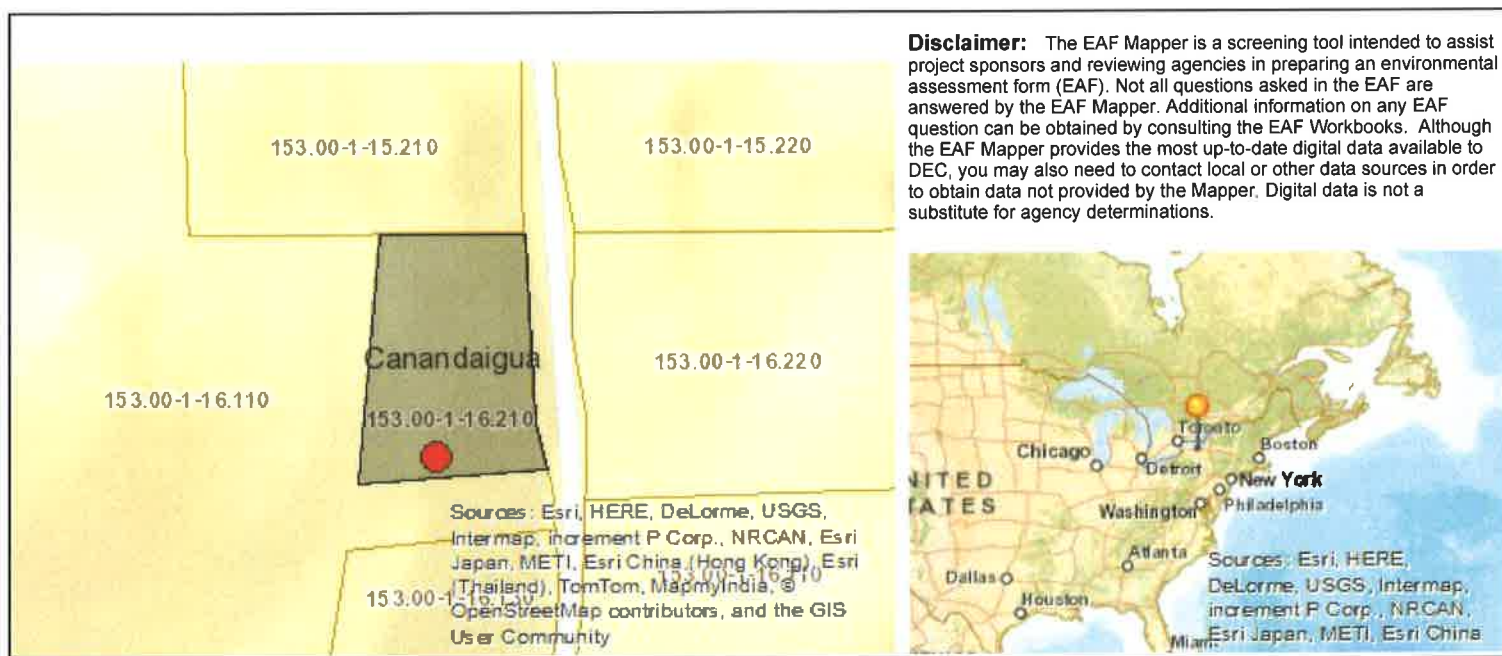 153.00-1-15.210
153.00-1-15.220
Canandaigua
153.00-1-16.110
153.00-1-16.210
153.00-1-16.220
Sources: Esri, HERE, DeLorme, USGS,
Intermap, increment P Corp., NRCAN, Esri
Japan, METI, Esri China (Hong Kong), Esri
(Thailand), TomTom, MapmyIndia, ©
OpenStreetMap contributors, and the GIS
User Community
Disclaimer: The EAF Mapper is a screening tool intended to assist
project sponsors and reviewing agencies in preparing an environmental
assessment form (EAF). Not all questions asked in the EAF are
answered by the EAF Mapper. Additional information on any EAF
question can be obtained by consulting the EAF Workbooks. Although
the EAF Mapper provides the most up-to-date digital data available to
DEC, you may also need to contact local or other data sources in order
to obtain data not provided by the Mapper. Digital data is not a
substitute for agency determinations.
Toronto
Chicago
Detroit
Boston
New York
Philadelphia
Washington
Atlanta
Dallas
Houston
Sources: Esri, HERE,
DeLorme, USGS, Intermap,
increment P Corp., NRCAN,
Esri Japan, METI, Esri China